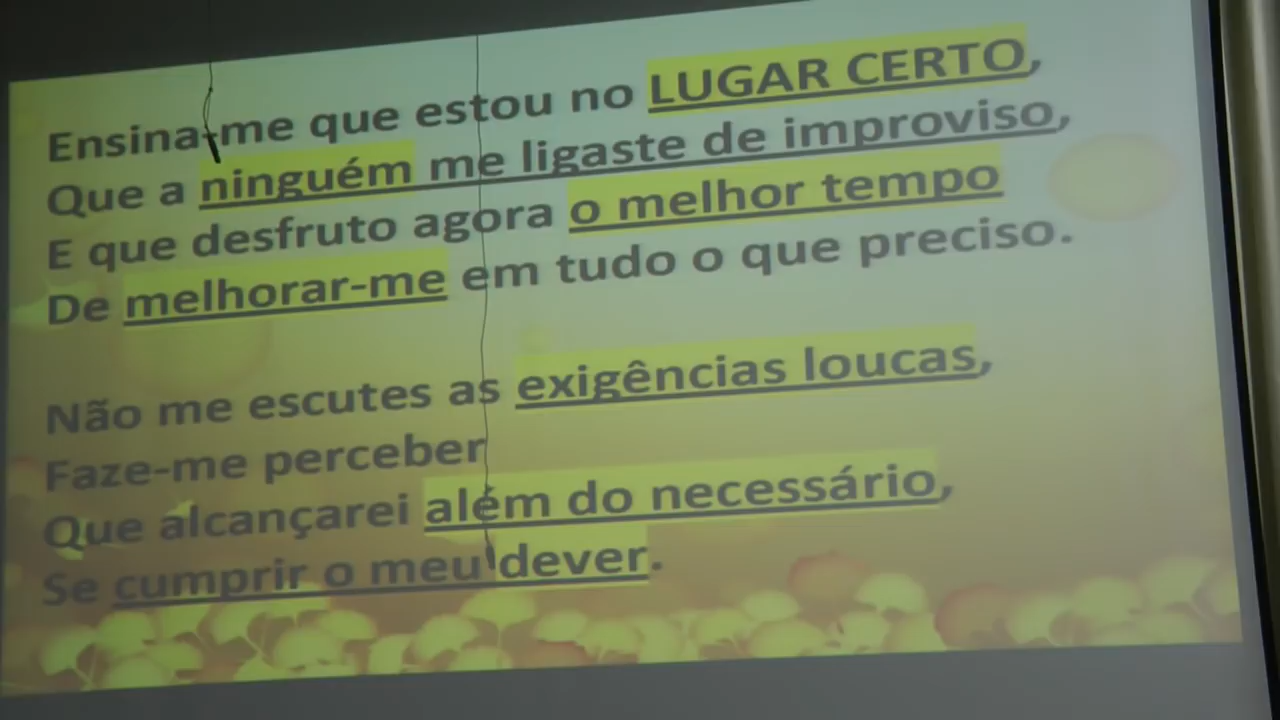 Ensina-me que estou no LUGAR CERTO,
Que a ninguém me ligaste de improviso,
E que desfruto agora o melhor tempo
De melhorar-me em tudo o que preciso.
Não me escutes as exigências loucas,
Faze-me perceber
Que alcançarei além do necessário,
Se cumprir o meu dever.